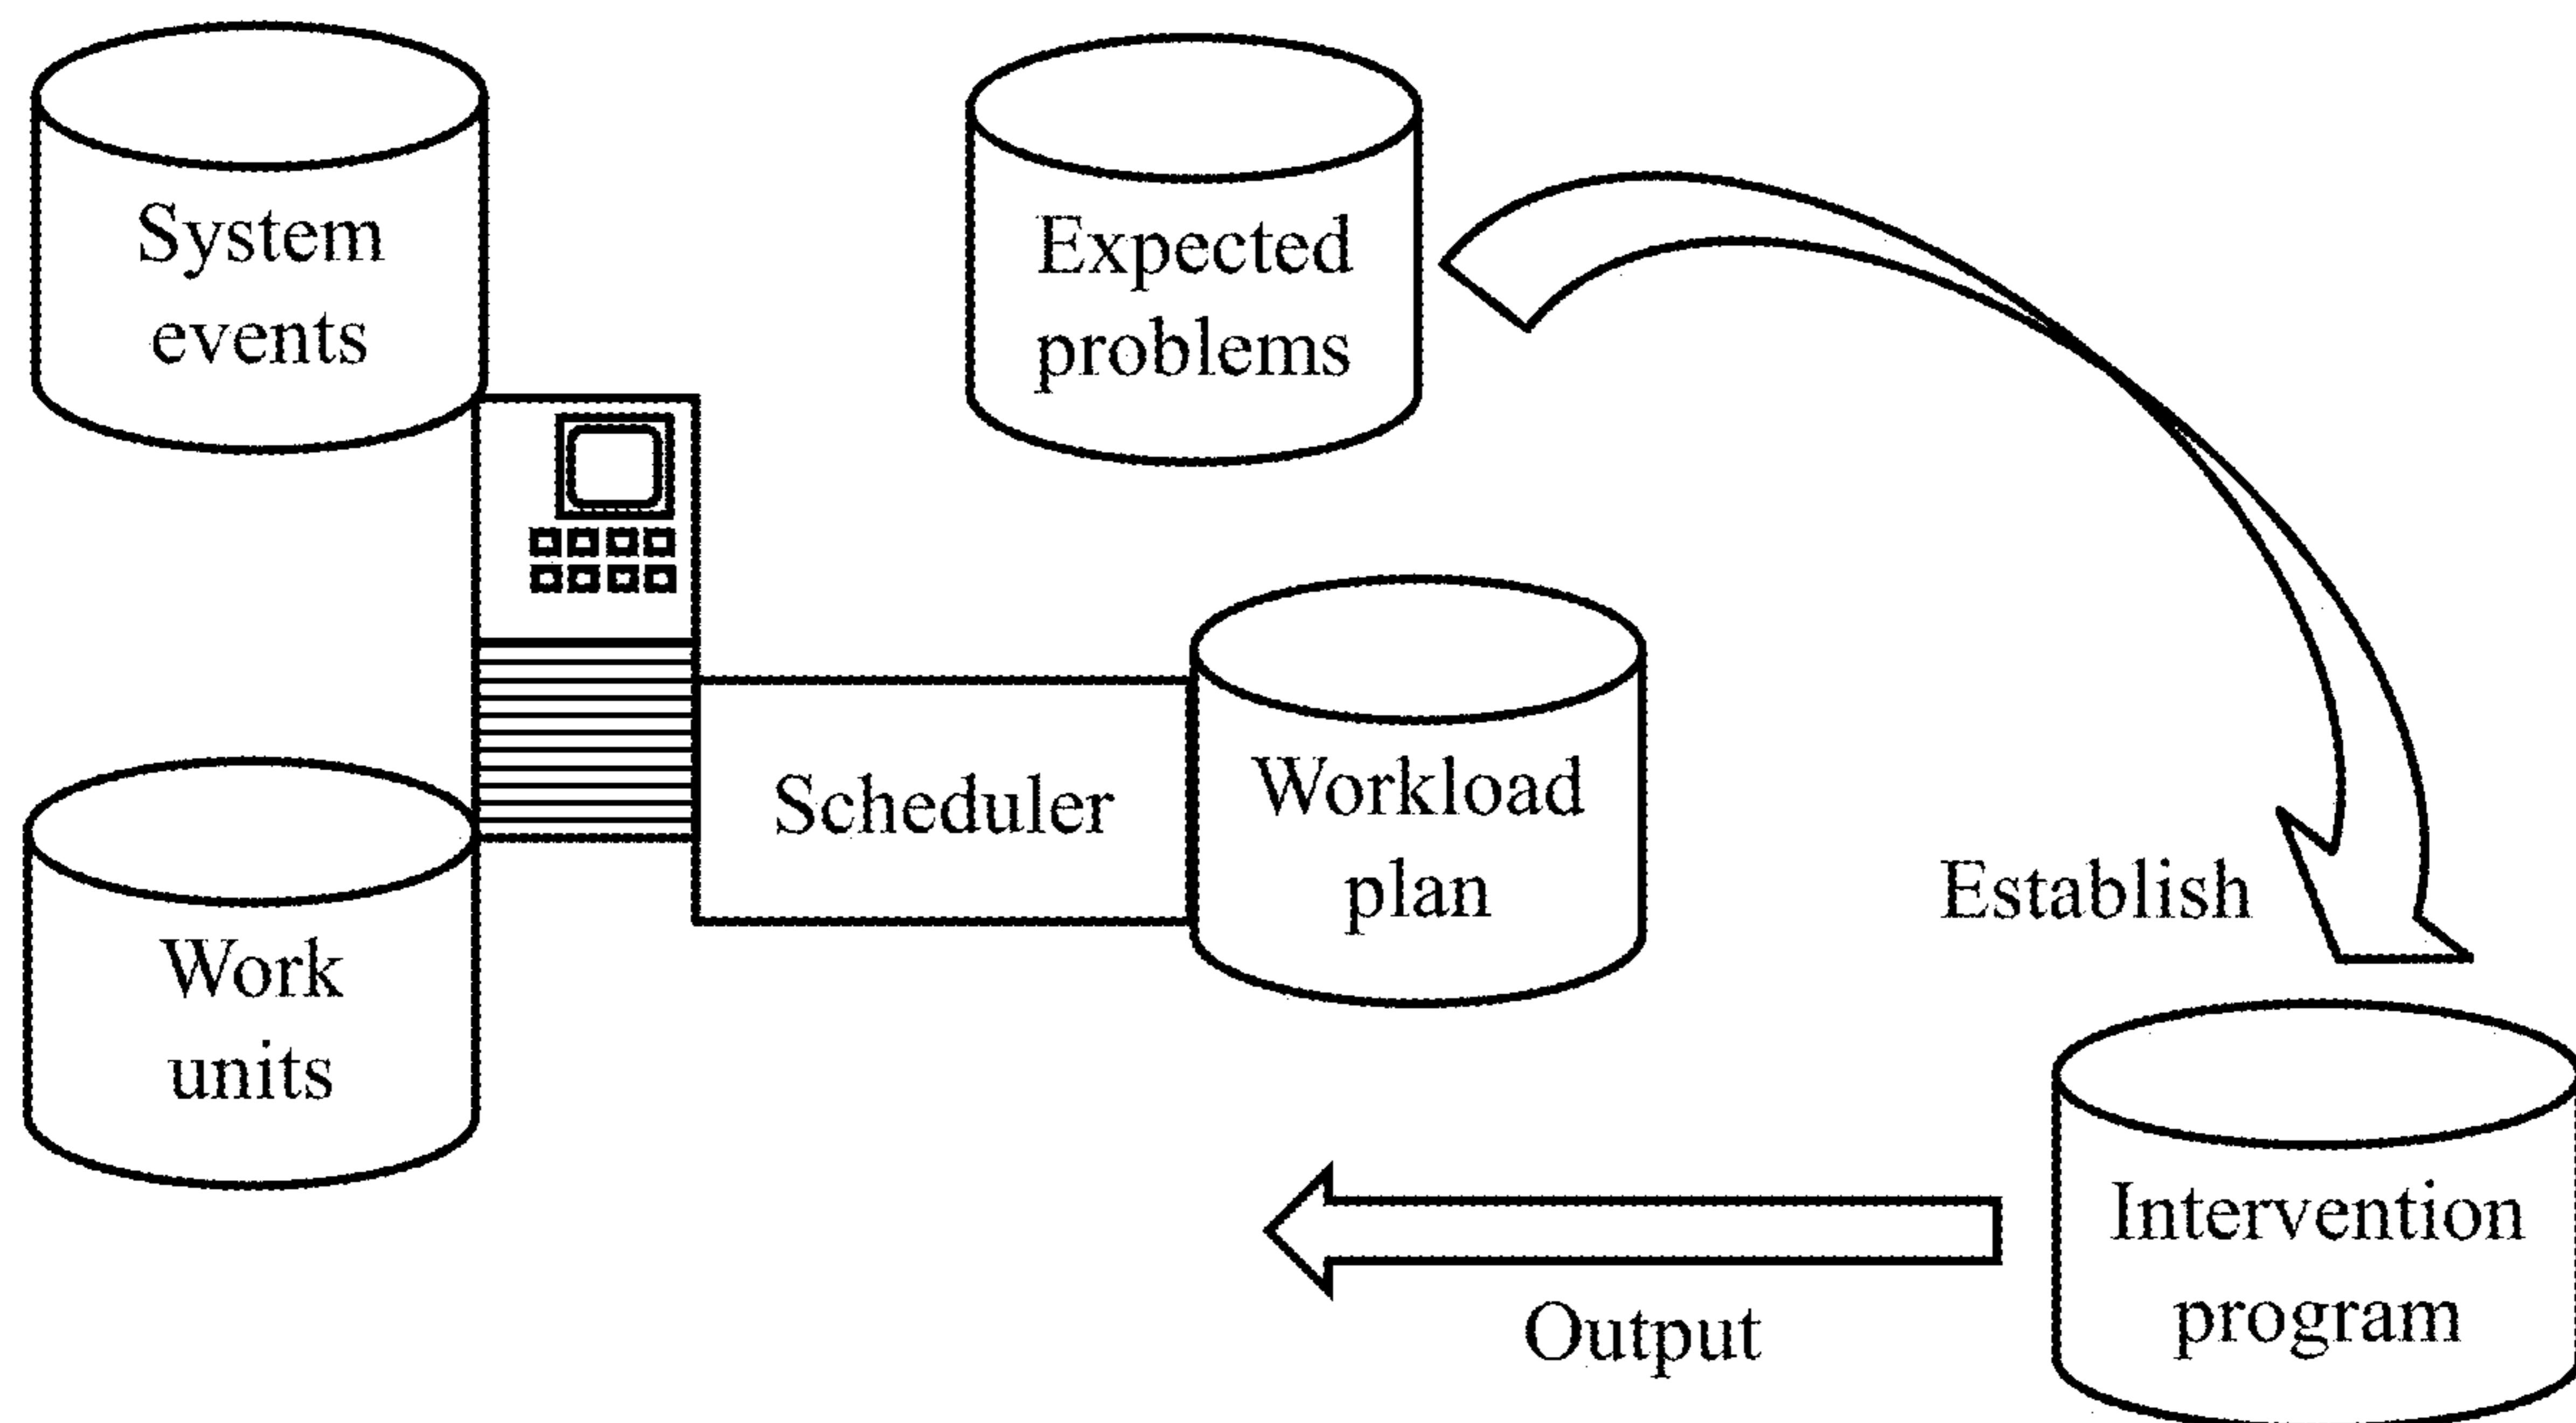 System
events
Expected
problems
Scheduler
Workload
plan
Work
units
Establish
Intervention
program
Output